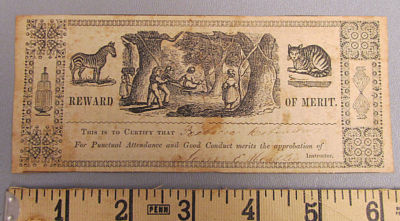 REWARD OF MERIT.
THIS IS TO CERTIFY THAT
For Punctual Attendance and Good Conduct merits the approbation of
Instructor.
1 2 3 4 5 6
PENN